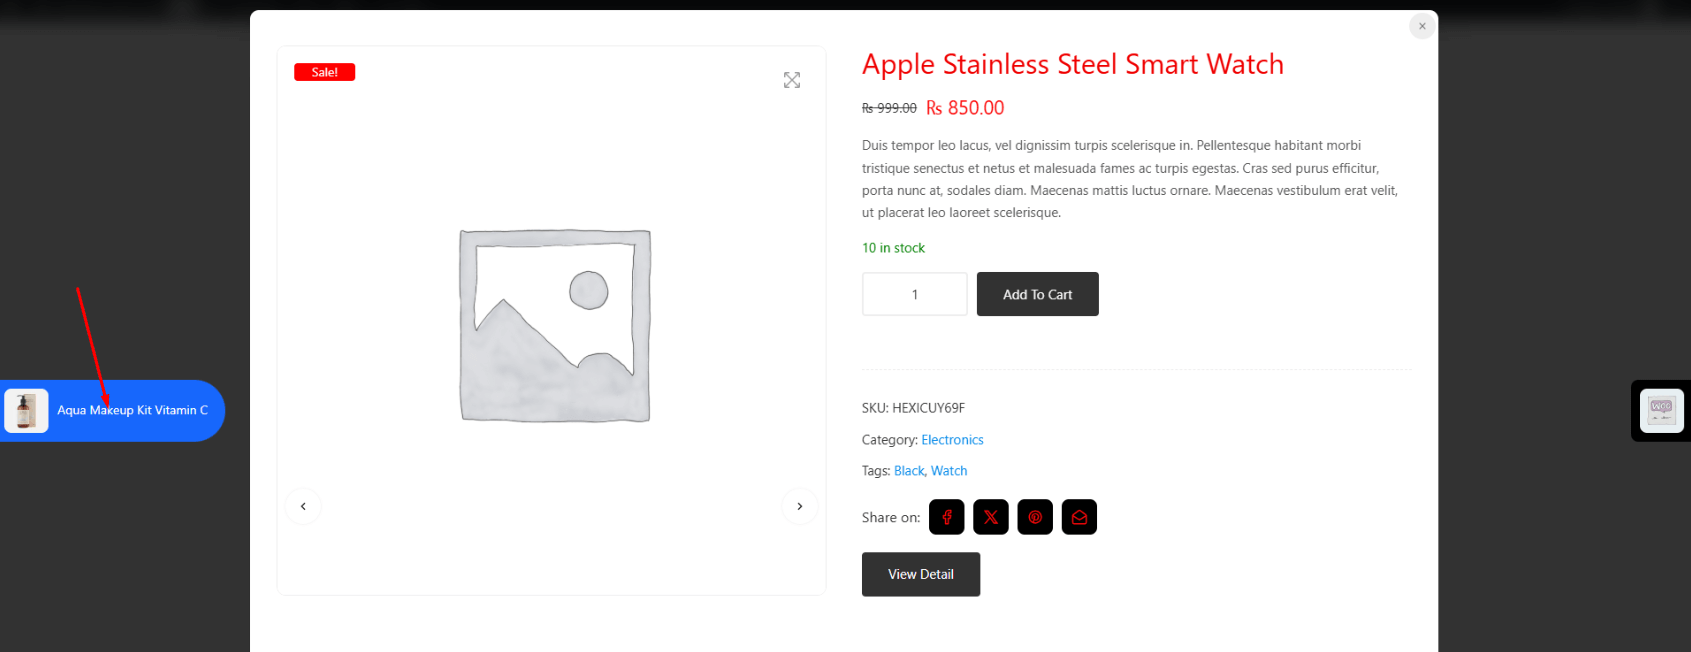 ×
Sale!
Apple Stainless Steel Smart Watch
₨ 999.00 ₨ 850.00
Duis tempor leo lacus, vel dignissim turpis scelerisque in. Pellentesque habitant morbi
tristique senectus et netus et malesuada fames ac turpis egestas. Cras sed purus efficitur,
porta nunc at, sodales diam. Maecenas mattis luctus ornare. Maecenas vestibulum erat velit,
ut placerat leo laoreet scelerisque.
10 in stock
1
Add To Cart
Aqua Makeup Kit Vitamin C
SKU: HEXICUY69F
Category: Electronics
Tags: Black, Watch
Share on:
View Detail